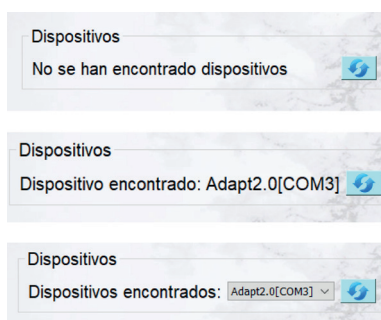 Dispositivos
No se han encontrado dispositivos
Dispositivos
Dispositivo encontrado: Adapt2.0[COM3]
Dispositivos
Dispositivos encontrados: Adapt2.0[COM3]